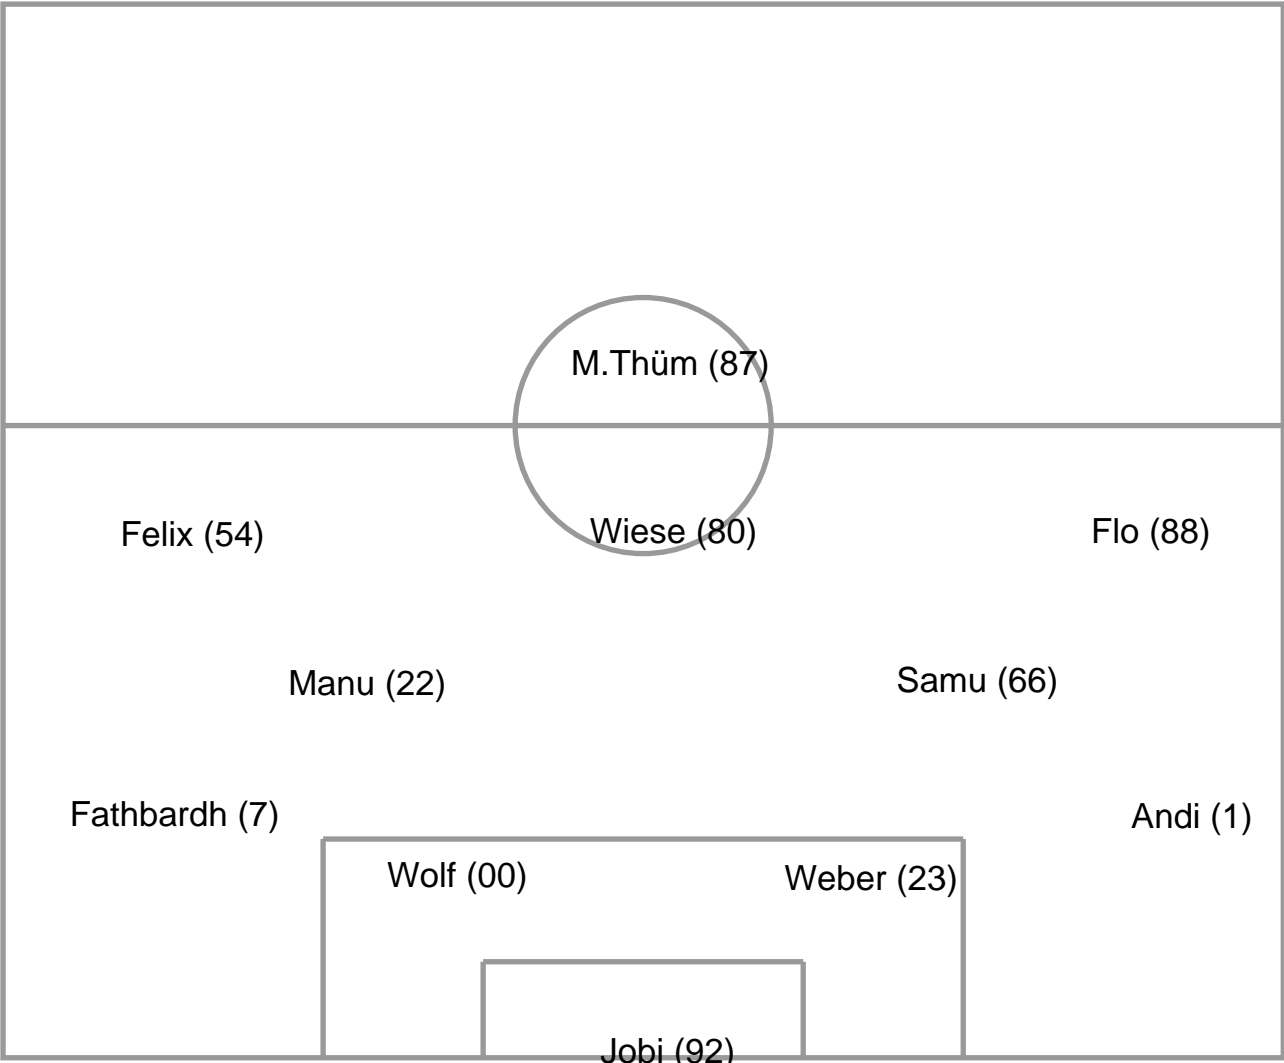 M.Thüm (87)
Felix (54)
Wiese (80)
Flo (88)
Manu (22)
Samu (66)
Fathbardh (7)
Andi (1)
Wolf (00)
Weber (23)
Jobi (92)